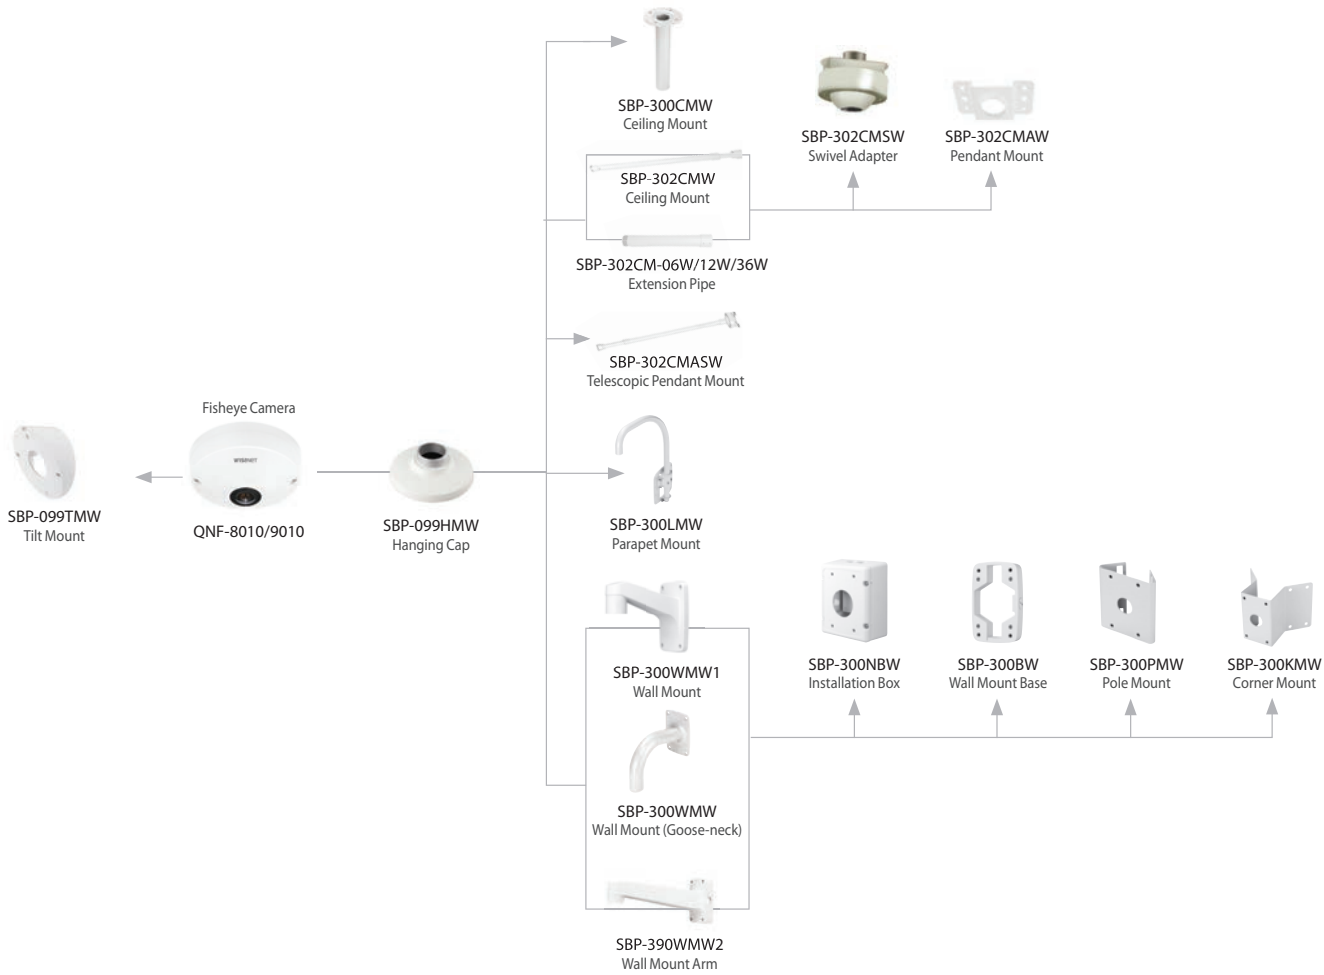 SBP-300CMW
Ceiling Mount
SBP-302CMSW
Swivel Adapter
SBP-302CMAW
Pendant Mount
SBP-302CMW
Ceiling Mount
SBP-302CM-06W/12W/36W
Extension Pipe
SBP-302CMASW
Telescopic Pendant Mount
Fisheye Camera
WISENET
SBP-099TMW
Tilt Mount
QNF-8010/9010
SBP-099HMW
Hanging Cap
SBP-300LMW
Parapet Mount
SBP-300WMW1
Wall Mount
SBP-300NBW
Installation Box
SBP-300BW
Wall Mount Base
SBP-300PMW
Pole Mount
SBP-300KMW
Corner Mount
SBP-300WMW
Wall Mount (Goose-neck)
SBP-390WMW2
Wall Mount Arm